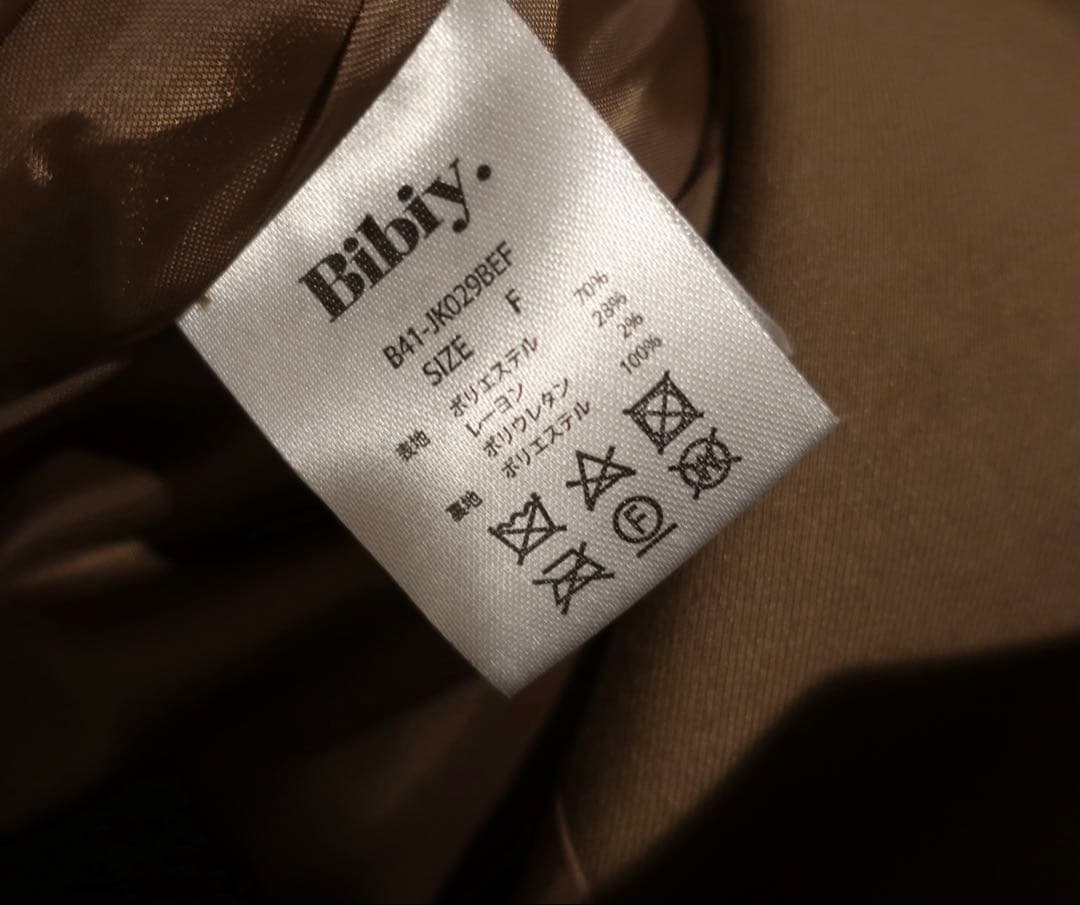 Bibiy.
B41-JK029BEF
SIZE F
表地 ポリエステル 70%
レーヨン 28%
ポリウレタン 2%
裏地 ポリエステル 100%
F
W